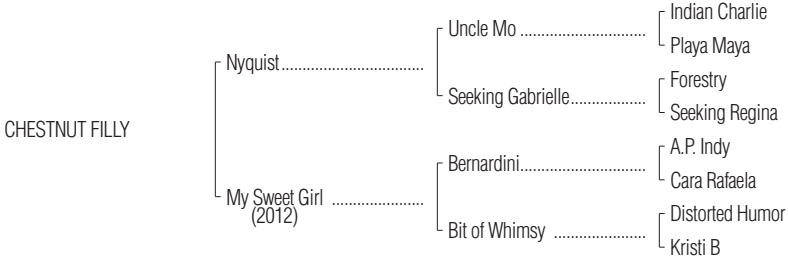 Indian Charlie
Uncle Mo ..............................
Playa Maya
Nyquist..................................
Forestry
Seeking Gabrielle..................
Seeking Regina
CHESTNUT FILLY
A.P. Indy
Bernardini..............................
Cara Rafaela
My Sweet Girl ......................
(2012)
Distorted Humor
Bit of Whimsy ......................
Kristi B